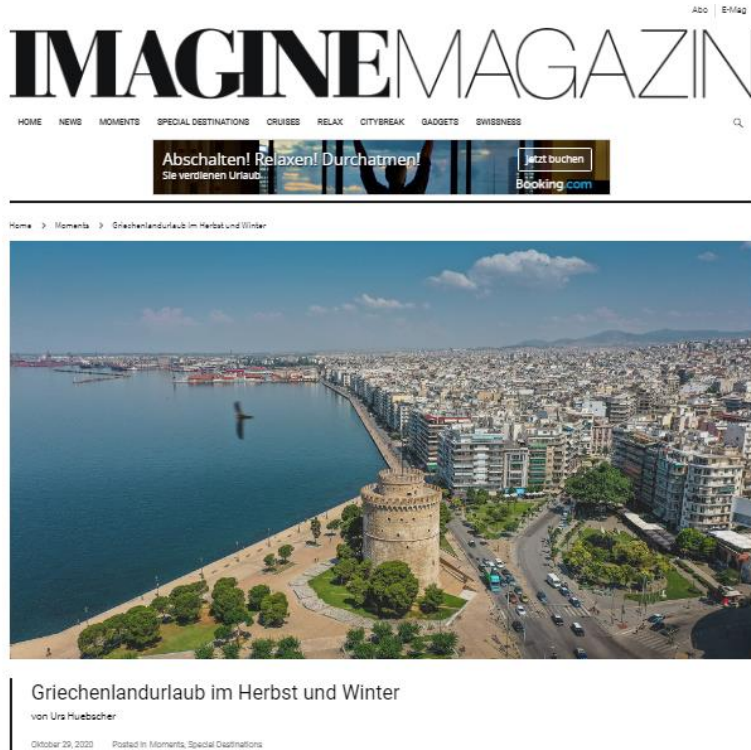 Abo | E-Mag
IMAGINEMAGAZIN
HOME NEWS MOMENTS SPECIAL DESTINATIONS CRUISES RELAX CITYBREAK GADGETS SWISSNESS
Abschalten! Relaxen! Durchatmen!
Sie verdienen Urlaub.
Jetzt buchen
Booking.com
Home > Moments > Griechenlandurlaub im Herbst und Winter
Griechenlandurlaub im Herbst und Winter
von Urs Huebscher
Oktober 29, 2020 Posted in Moments, Special Destinations